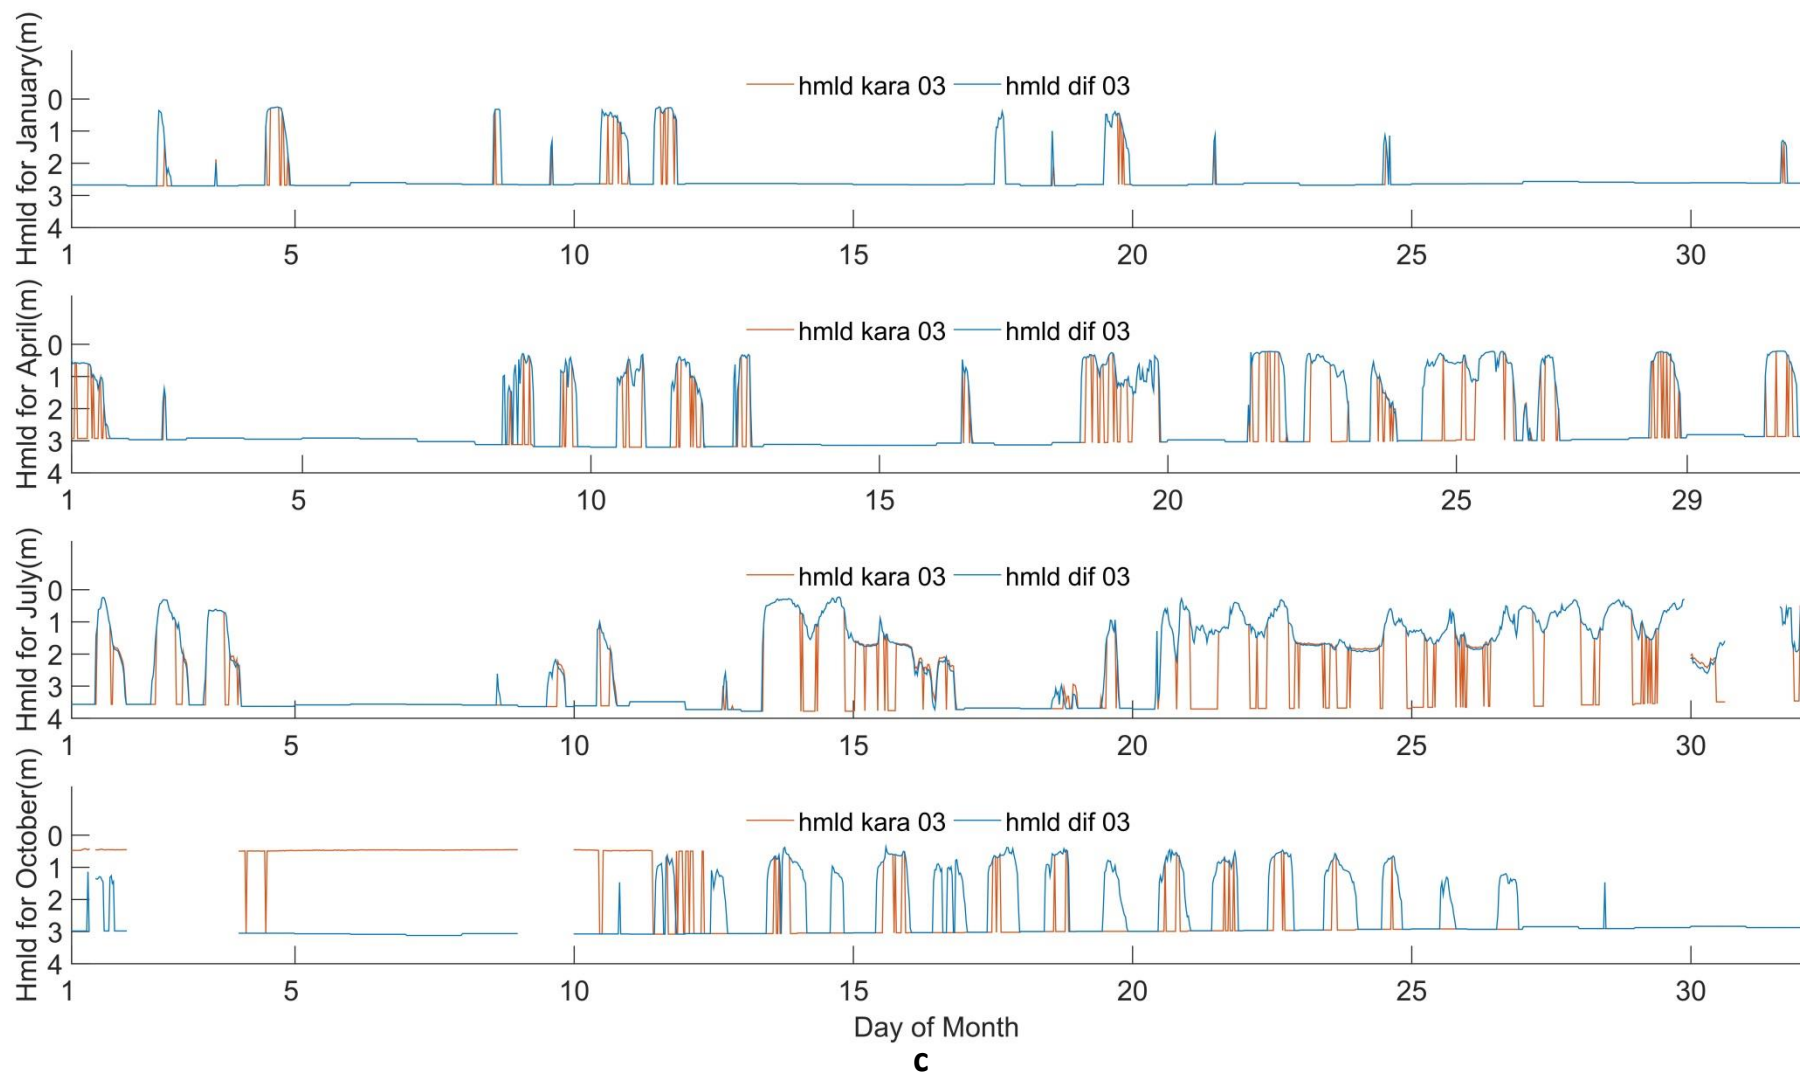 Hmld for January(m)
hmld kara 03 hmld dif 03
0
1
2
3
4
1 5 10 15 20 25 30
Hmld for April(m)
hmld kara 03 hmld dif 03
0
1
2
3
4
1 5 10 15 20 25 29
Hmld for July(m)
hmld kara 03 hmld dif 03
0
1
2
3
4
1 5 10 15 20 25 30
Hmld for October(m)
hmld kara 03 hmld dif 03
0
1
2
3
4
1 5 10 15 20 25 30
Day of Month
c